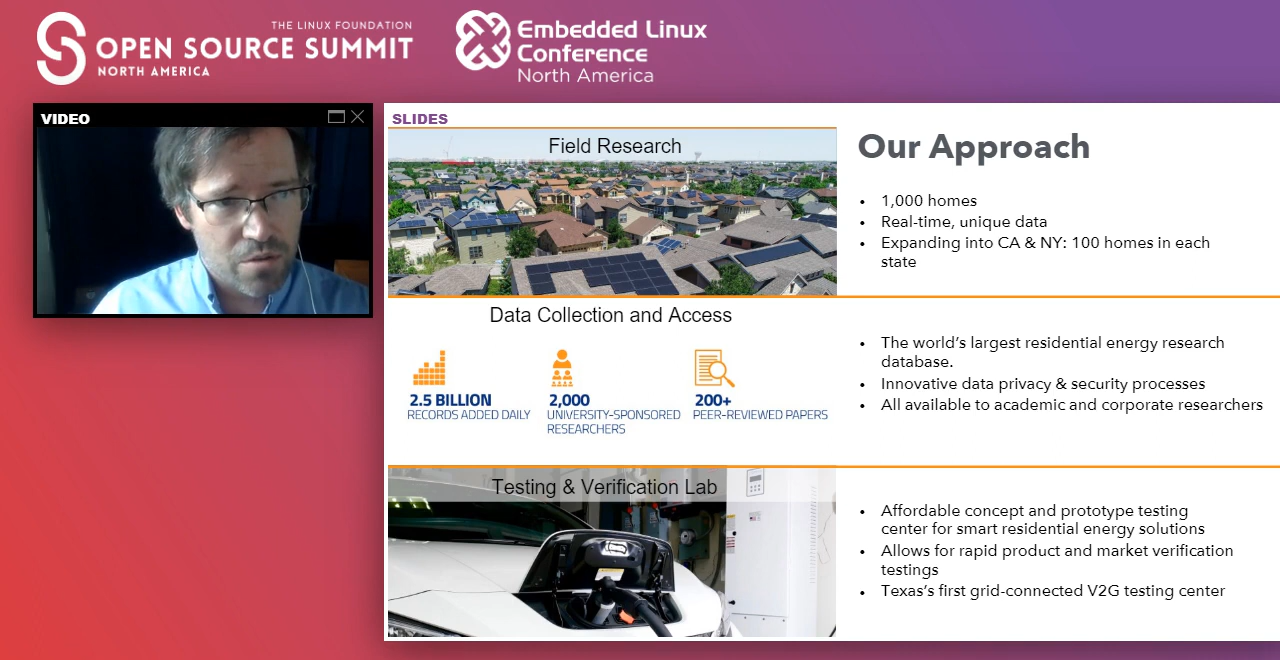 THE LINUX FOUNDATION
OPEN SOURCE SUMMIT
NORTH AMERICA
Embedded Linux
Conference
North America
VIDEO
SLIDES
Field Research
Our Approach
• 1,000 homes
• Real-time, unique data
• Expanding into CA & NY: 100 homes in each
state
Data Collection and Access
2.5 BILLION
RECORDS ADDED DAILY
2,000
UNIVERSITY-SPONSORED
RESEARCHERS
200+
PEER-REVIEWED PAPERS
• The world’s largest residential energy research
database.
• Innovative data privacy & security processes
• All available to academic and corporate researchers
Testing & Verification Lab
• Affordable concept and prototype testing
center for smart residential energy solutions
• Allows for rapid product and market verification
testings
• Texas’s first grid-connected V2G testing center